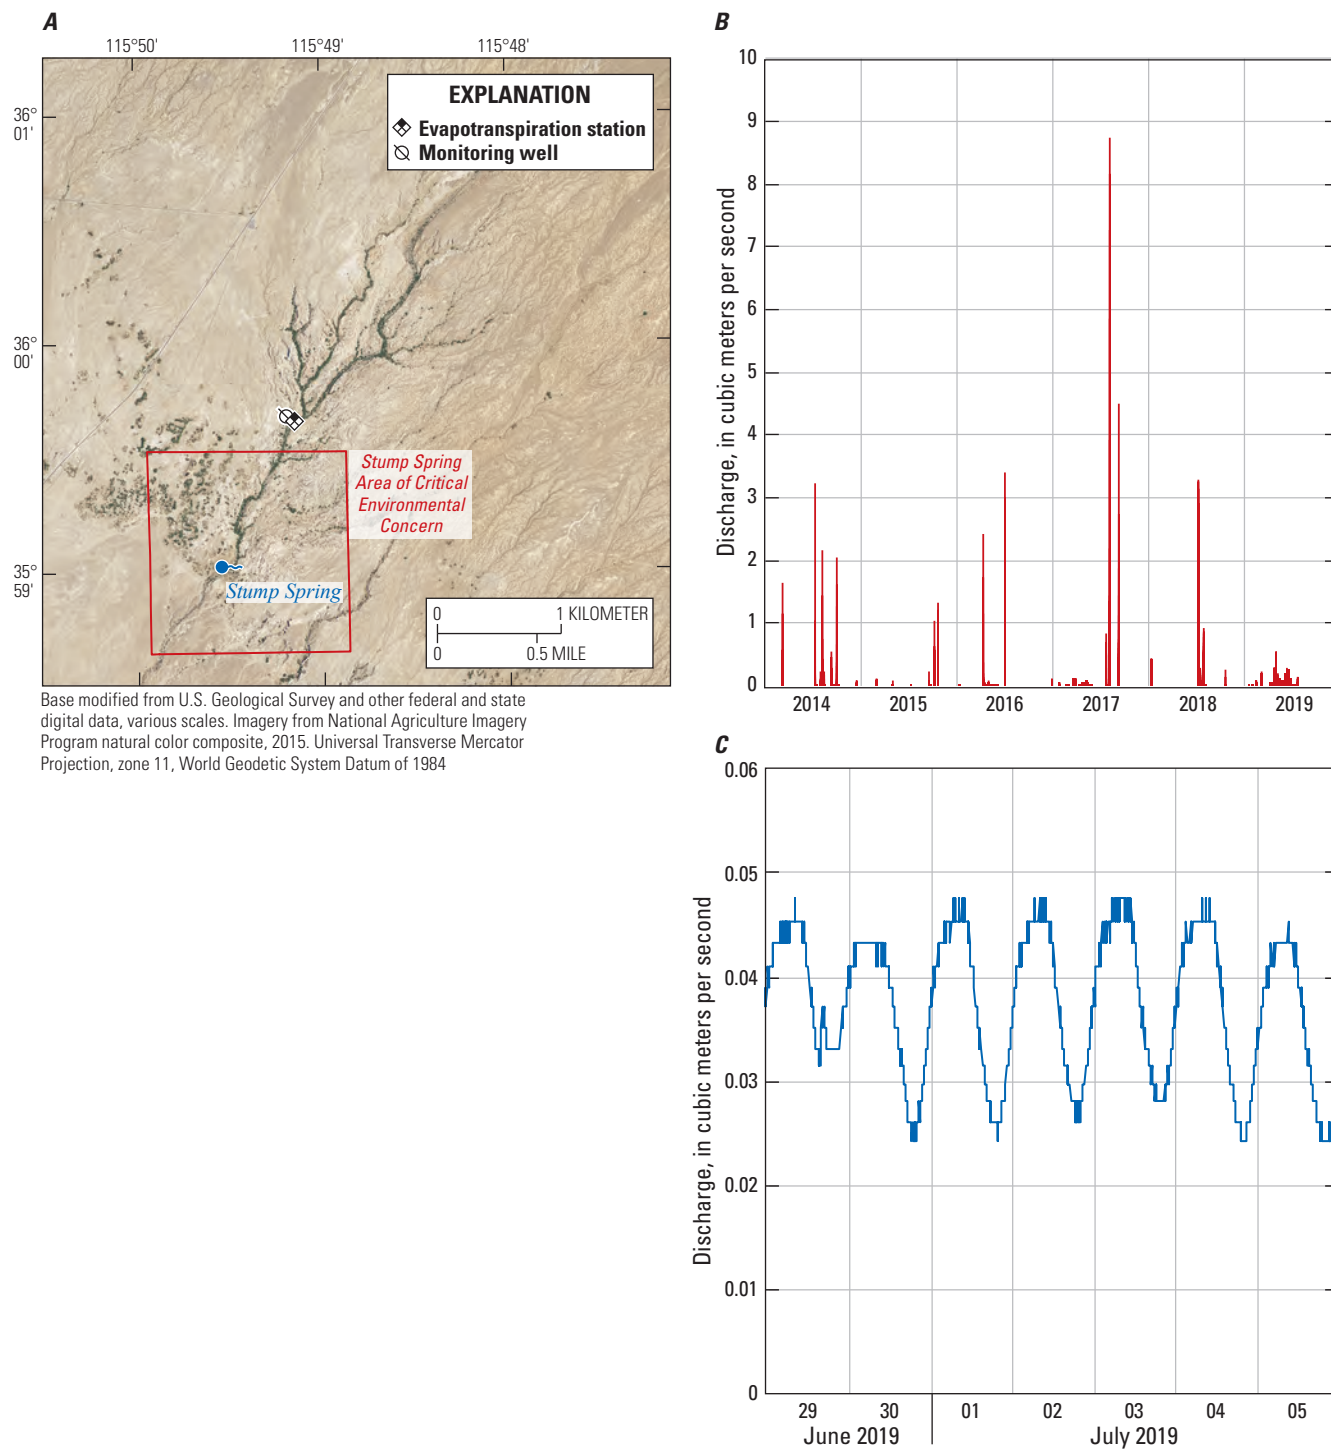 A
115°50'
115°49'
115°48'
36°
01'
36°
00'
35°
59'
EXPLANATION
Evapotranspiration station
Monitoring well
Stump Spring
Area of Critical
Environmental
Concern
Stump Spring
0
1 KILOMETER
0
0.5 MILE
Base modified from U.S. Geological Survey and other federal and state
digital data, various scales. Imagery from National Agriculture Imagery
Program natural color composite, 2015. Universal Transverse Mercator
Projection, zone 11, World Geodetic System Datum of 1984
B
Discharge, in cubic meters per second
10
9
8
7
6
5
4
3
2
1
0
2014
2015
2016
2017
2018
2019
C
Discharge, in cubic meters per second
0.06
0.05
0.04
0.03
0.02
0.01
0
29
30
01
02
03
04
05
June 2019
July 2019